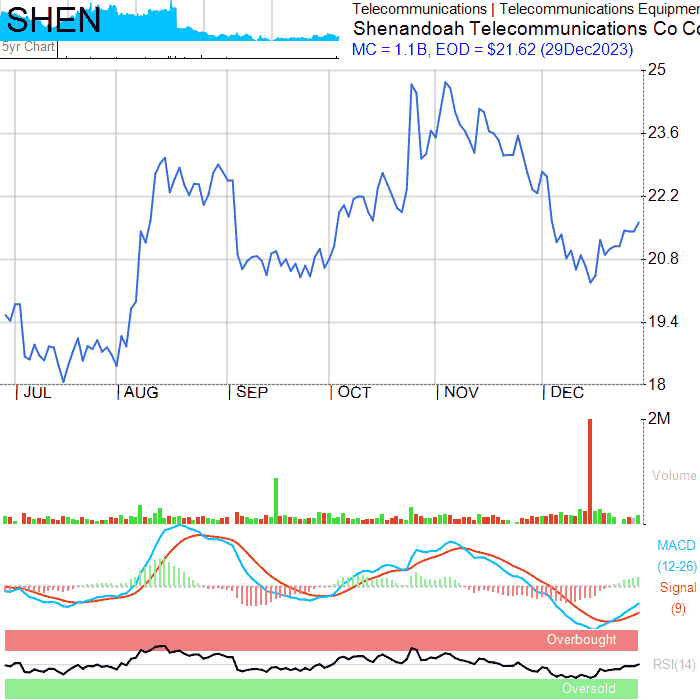 SHEN
5yr Chart
Telecommunications | Telecommunications Equipmen
Shenandoah Telecommunications Co Co
MC = 1.1B, EOD = $21.62 (29Dec2023)
25
23.6
22.2
20.8
19.4
18
JUL AUG SEP OCT NOV DEC
2M
Volume
MACD
(12-26)
Signal
(9)
Overbought
RSI(14)
Oversold